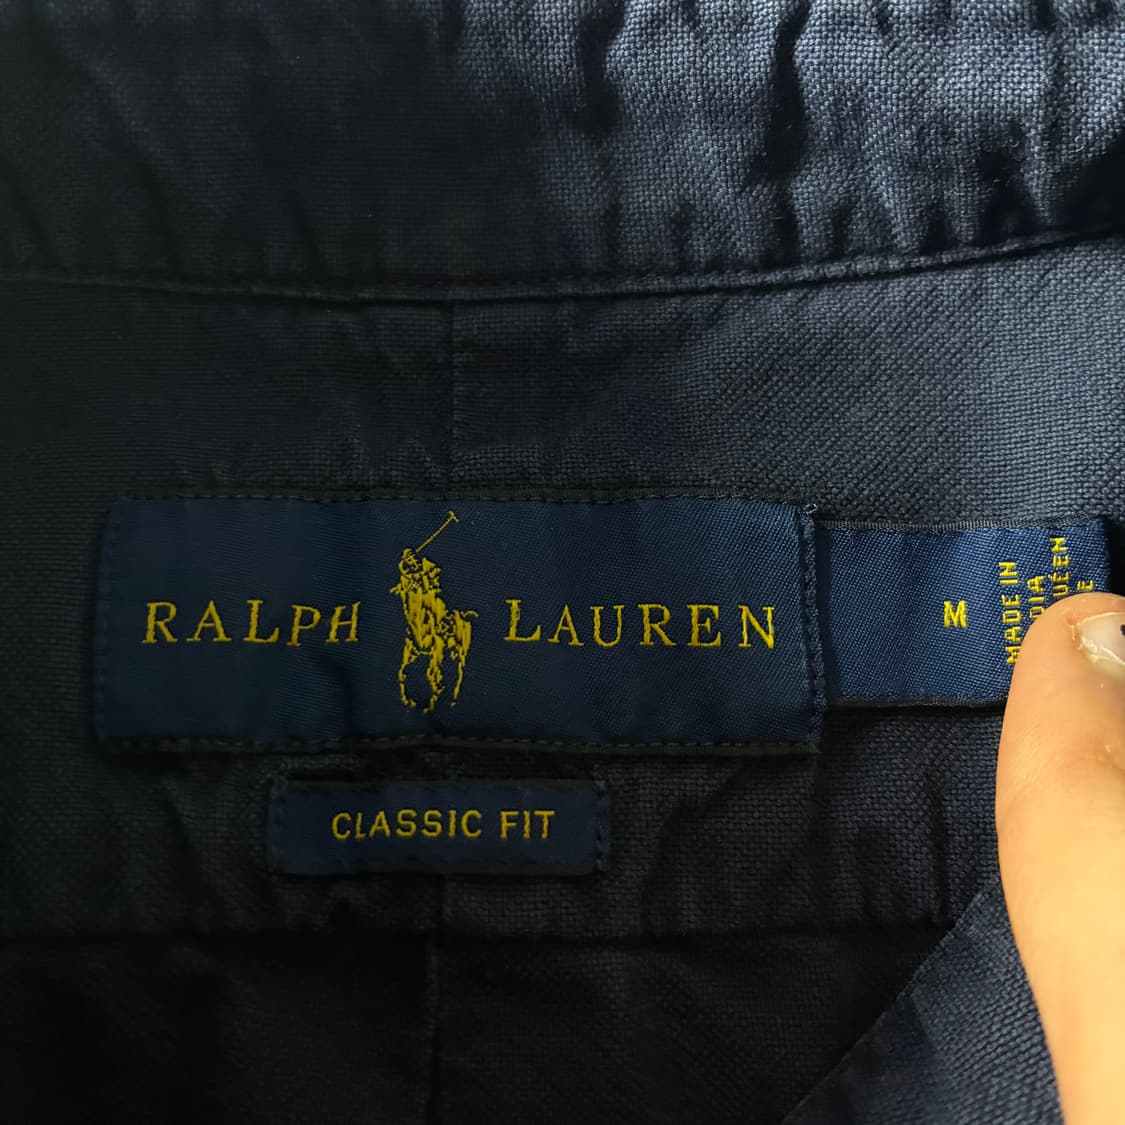 RALPH LAUREN
CLASSIC FIT
M
MADE IN